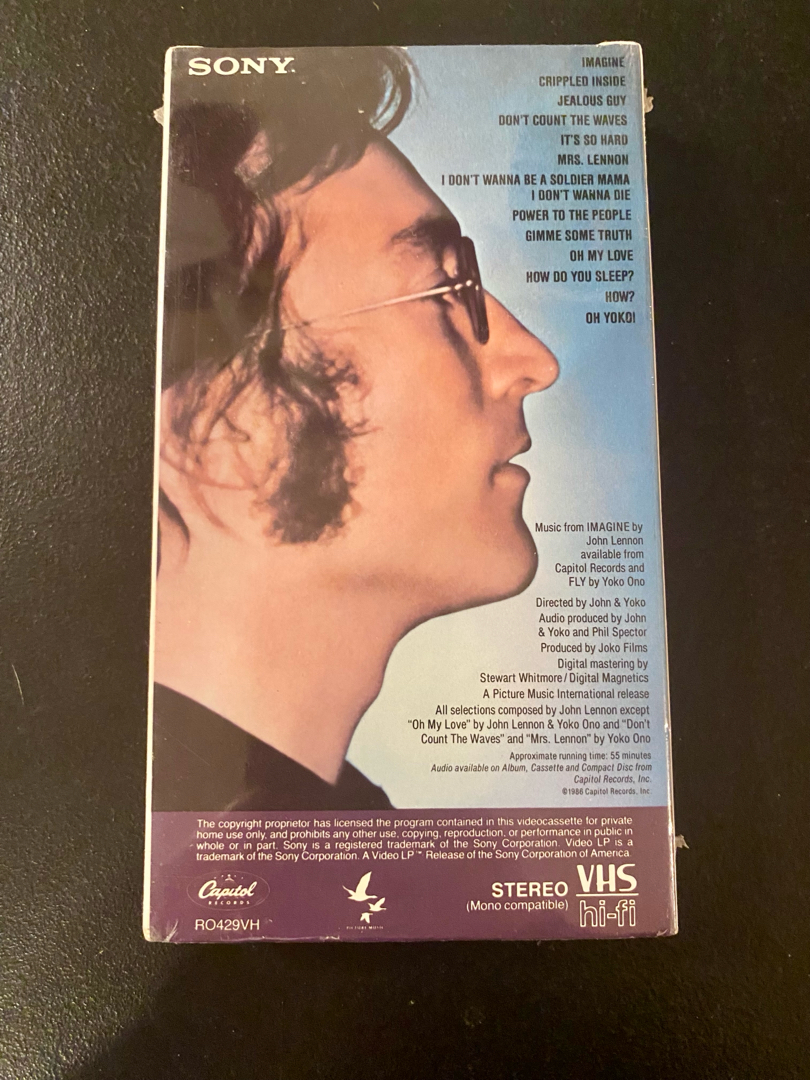 SONY.
IMAGINE
CRIPPLED INSIDE
JEALOUS GUY
DON'T COUNT THE WAVES
IT'S SO HARD
MRS. LENNON
I DON'T WANNA BE A SOLDIER MAMA
I DON'T WANNA DIE
POWER TO THE PEOPLE
GIMME SOME TRUTH
OH MY LOVE
HOW DO YOU SLEEP?
HOW?
OH YOKO!
Music from IMAGINE by
John Lennon
available from
Capitol Records and
FLY by Yoko Ono
Directed by John & Yoko
Audio produced by John
& Yoko and Phil Spector
Produced by Joko Films
Digital mastering by
Stewart Whitmore/Digital Magnetics
A Picture Music International release
All selections composed by John Lennon except
"Oh My Love" by John Lennon & Yoko Ono and "Don't
Count The Waves" and "Mrs. Lennon" by Yoko Ono
Approximate running time: 55 minutes
Audio available on Album, Cassette and Compact Disc from
Capitol Records, Inc.
©1986 Capitol Records, Inc.
The copyright proprietor has licensed the program contained in this videocassette for private
home use only, and prohibits any other use, copying, reproduction, or performance in public in
whole or in part. Sony is a registered trademark of the Sony Corporation. Video LP is a
trademark of the Sony Corporation. A Video LP™ Release of the Sony Corporation of America.
Capitol
RECORDS
RO429VH
PICTURE MUSIC
STEREO
(Mono compatible)
VHS
hi-fi